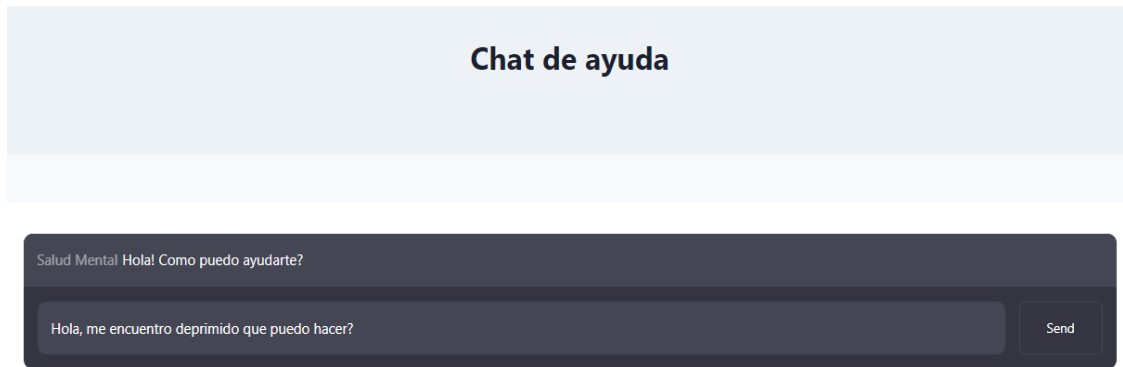 Chat de ayuda
Salud Mental Hola! Como puedo ayudarte?
Hola, me encuentro deprimido que puedo hacer?
Send